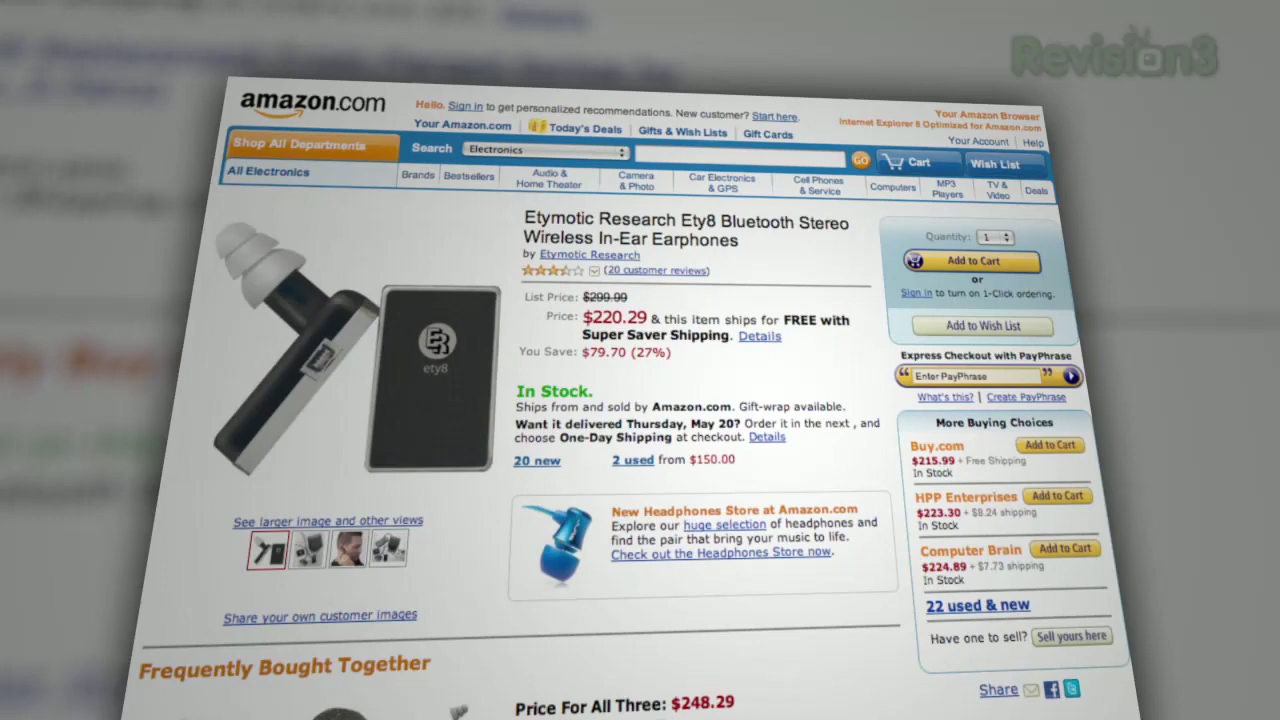 Revision3
amazon.com
Hello. Sign in to get personalized recommendations. New customer? Start here.
Your Amazon Browser
Internet Explorer 8 Optimized for Amazon.com
Your Amazon.com | Today's Deals | Gifts & Wish Lists | Gift Cards
Your Account | Help
Shop All Departments
Search
Electronics
GO
Cart
Wish List
All Electronics
Brands
Bestsellers
Audio &
Home Theater
Camera
& Photo
Car Electronics
& GPS
Cell Phones
& Service
Computers
MP3
Players
TV &
Video
Deals
Etymotic Research Ety8 Bluetooth Stereo
Wireless In-Ear Earphones
by Etymotic Research
(20 customer reviews)
List Price: $299.99
Price: $220.29 & this item ships for FREE with
Super Saver Shipping. Details
You Save: $79.70 (27%)
In Stock.
Ships from and sold by Amazon.com. Gift-wrap available.
Want it delivered Thursday, May 20? Order it in the next , and
choose One-Day Shipping at checkout. Details
20 new
2 used from $150.00
ER
ety8
See larger image and other views
Share your own customer images
New Headphones Store at Amazon.com
Explore our huge selection of headphones and
find the pair that bring your music to life.
Check out the Headphones Store now.
Quantity: 1
Add to Cart
or
Sign in to turn on 1-Click ordering.
Add to Wish List
Express Checkout with PayPhrase
“ Enter PayPhrase ”
What's this? | Create PayPhrase
More Buying Choices
Buy.com
Add to Cart
$215.99 + Free Shipping
In Stock
HPP Enterprises
Add to Cart
$223.30 + $8.24 shipping
In Stock
Computer Brain
Add to Cart
$224.89 + $7.73 shipping
In Stock
22 used & new
Have one to sell? Sell yours here
Share
Frequently Bought Together
Price For All Three: $248.29